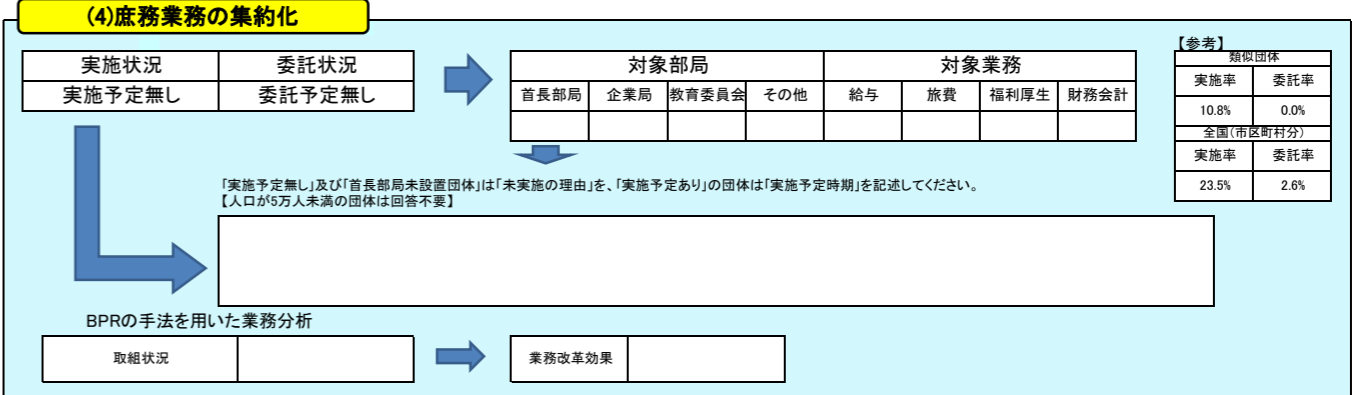 (4)庶務業務の集約化
実施状況 委託状況
実施予定無し 委託予定無し
対象部局 対象業務
首長部局 企業局 教育委員会 その他 給与 旅費 福利厚生 財務会計
【参考】
類似団体
実施率 委託率
10.8% 0.0%
全国(市区町村分)
実施率 委託率
23.5% 2.6%
「実施予定無し」及び「首長部局未設置団体」は「未実施の理由」を、「実施予定あり」の団体は「実施予定時期」を記述してください。
【人口が5万人未満の団体は回答不要】
BPRの手法を用いた業務分析
取組状況
業務改革効果